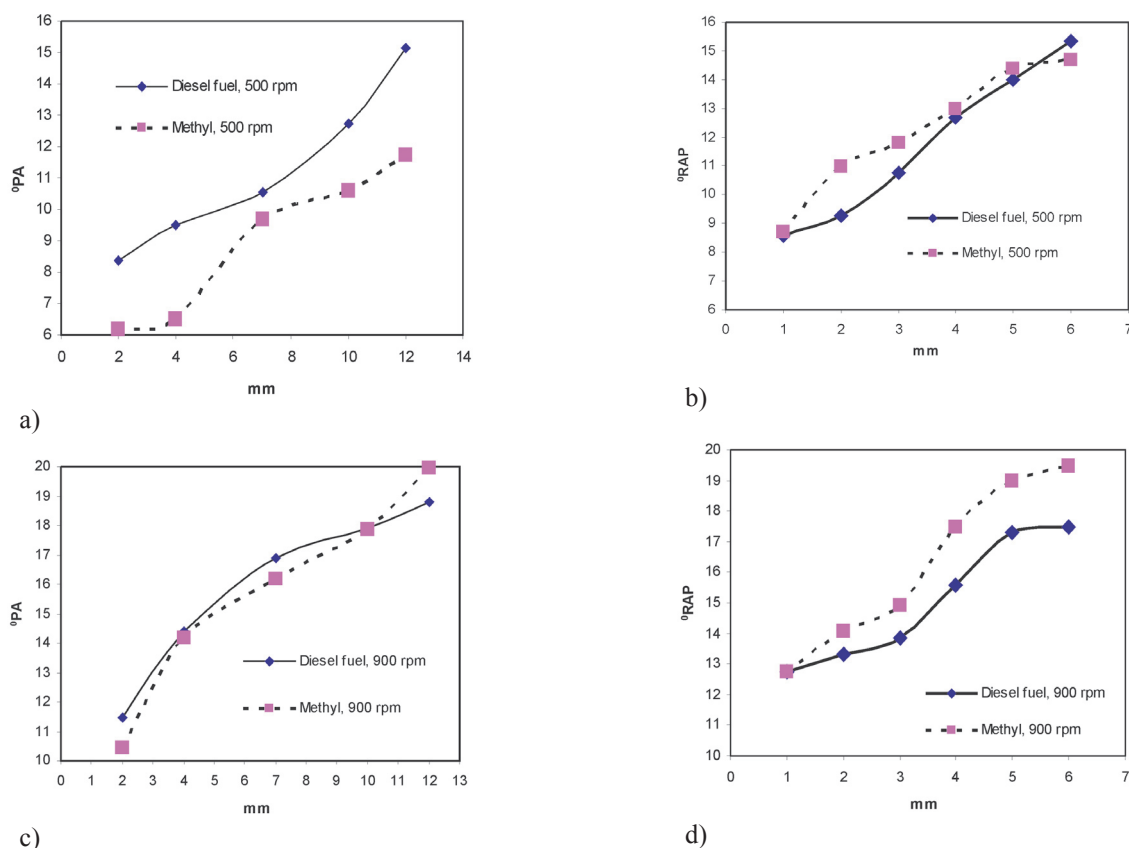 16
15
14
13
12
11
10
9
8
7
6
⁰PA
Diesel fuel, 500 rpm
Methyl, 500 rpm
0 2 4 6 8 10 12 14
mm
a)
16
15
14
13
12
11
10
9
8
7
6
⁰RAP
Diesel fuel, 500 rpm
Methyl, 500 rpm
0 1 2 3 4 5 6 7
mm
b)
20
19
18
17
16
15
14
13
12
11
10
⁰PA
Diesel fuel, 900 rpm
Methyl, 900 rpm
0 1 2 3 4 5 6 7 8 9 10 11 12 13
mm
c)
20
19
18
17
16
15
14
13
12
11
10
⁰RAP
Diesel fuel, 900 rpm
Methyl, 900 rpm
0 1 2 3 4 5 6 7
mm
d)